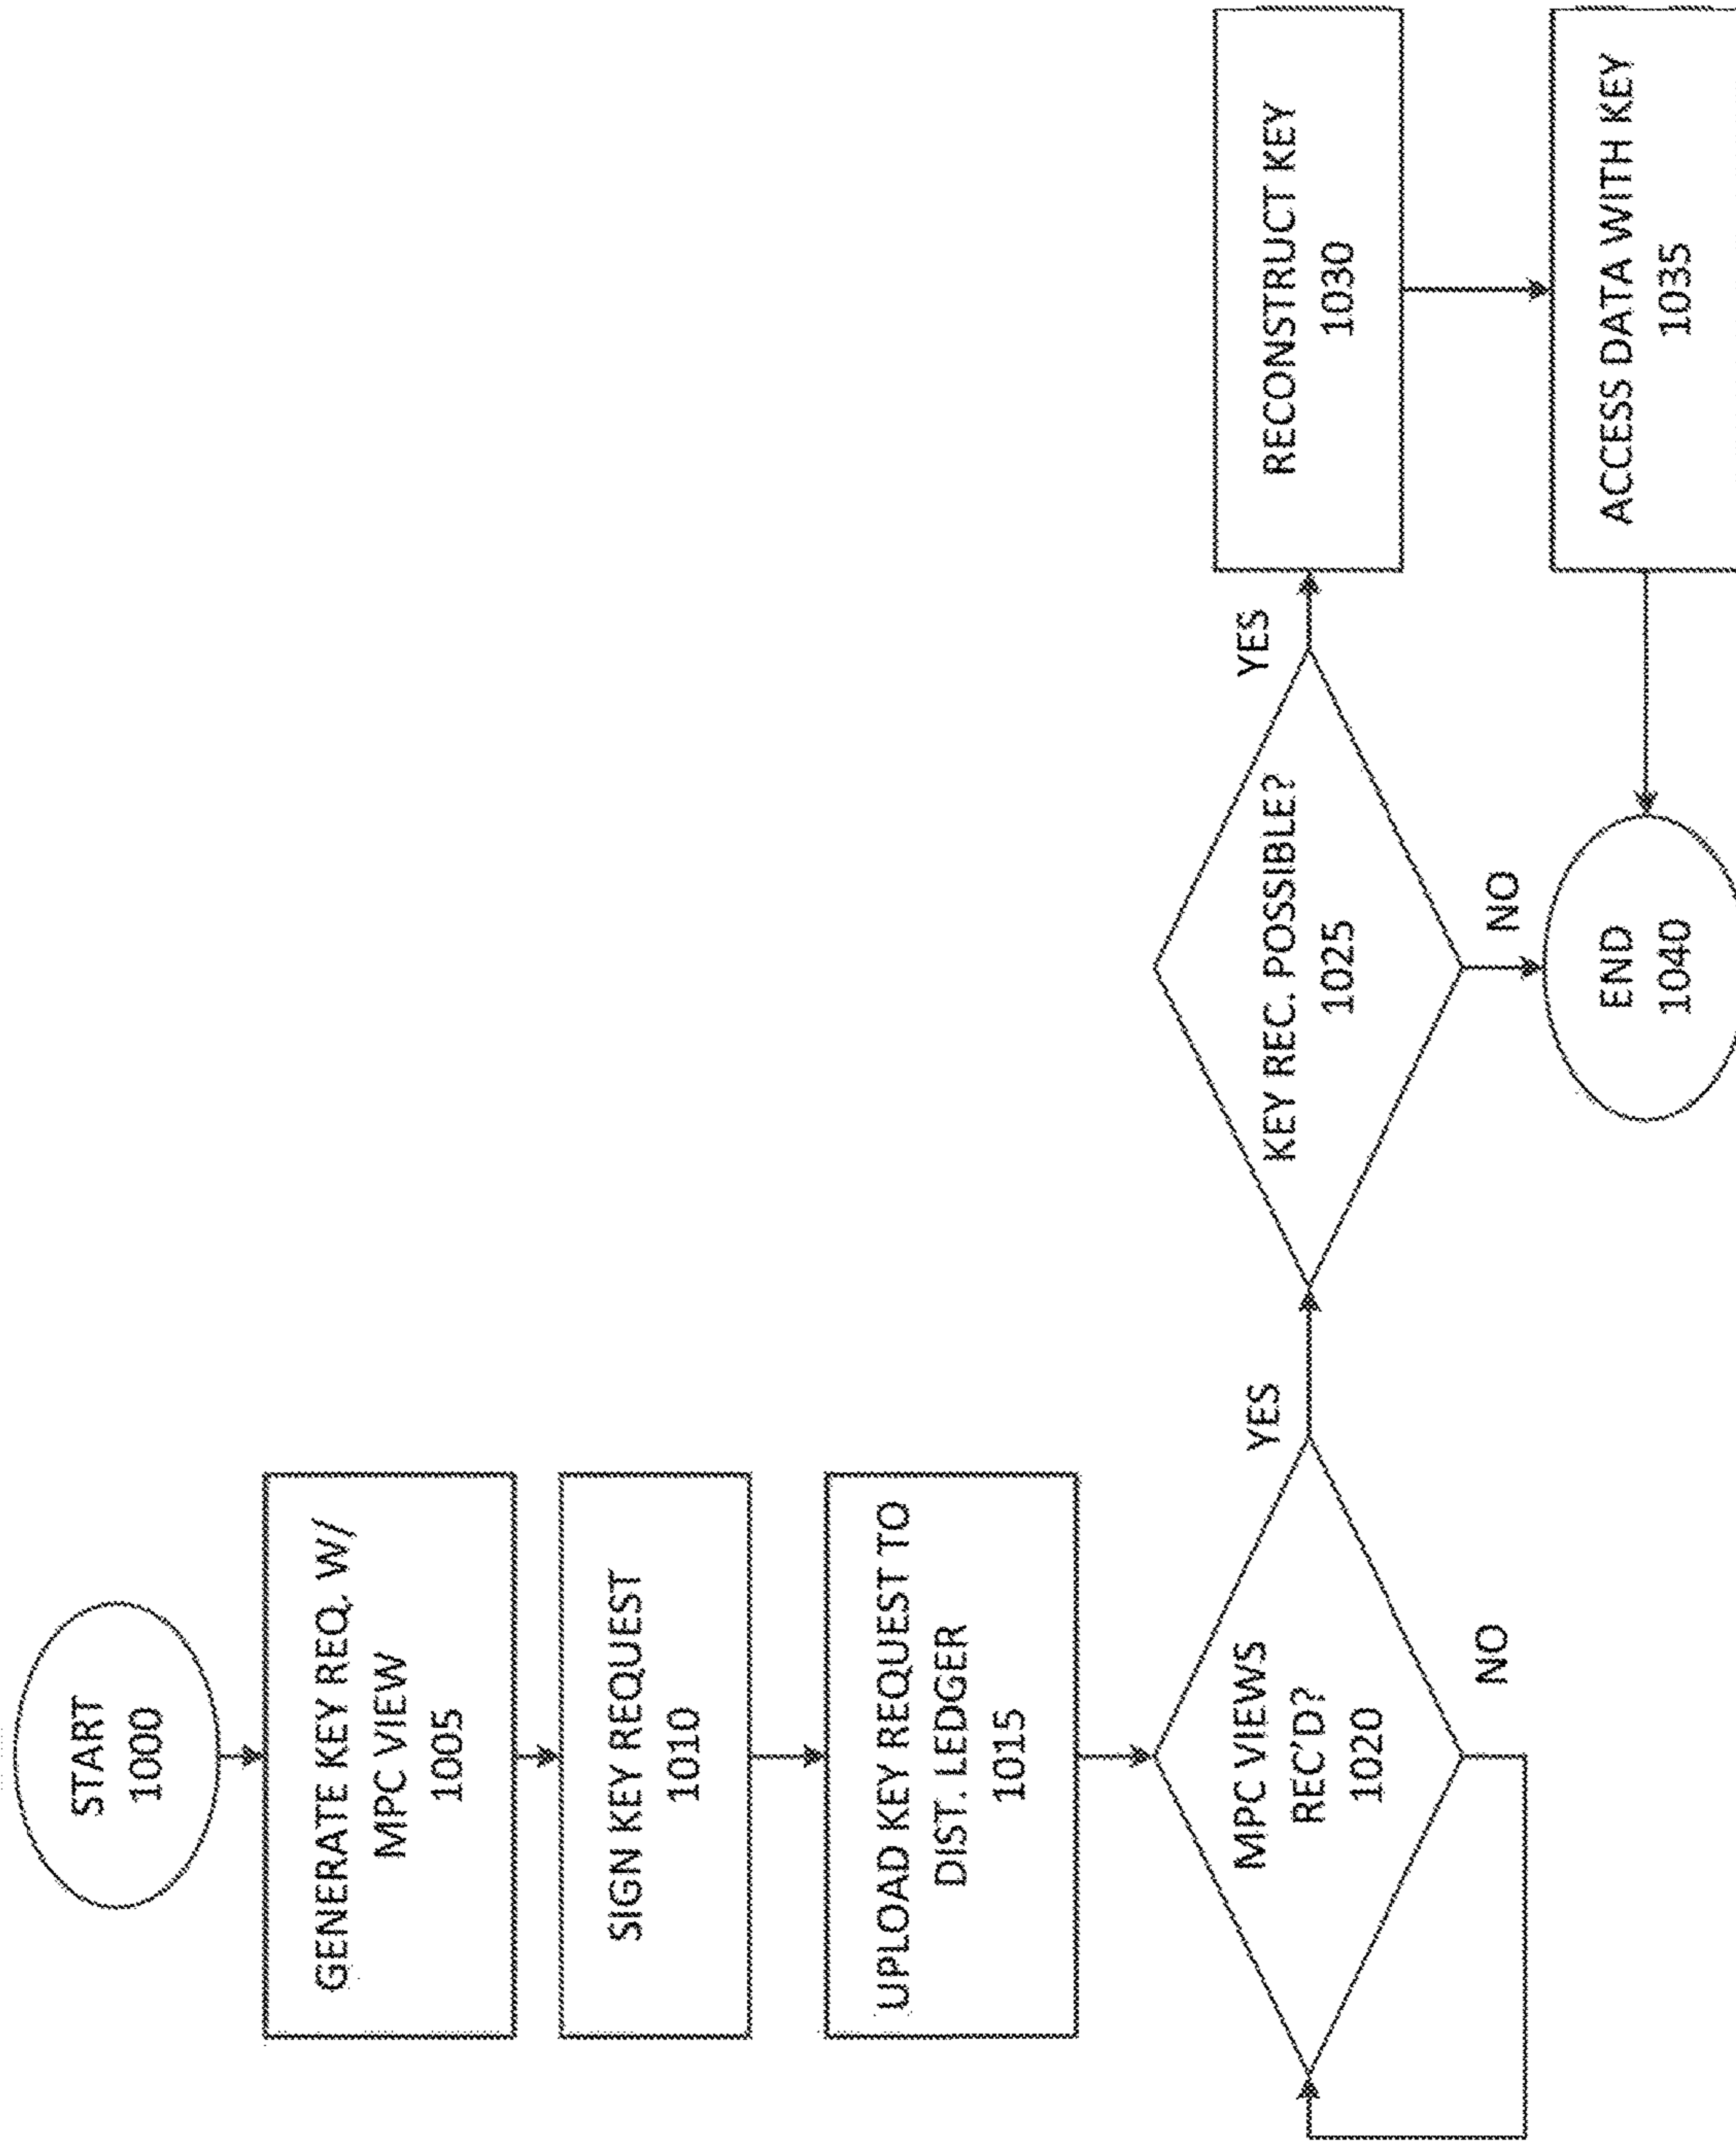 START
1000
GENERATE KEY REQ. W/
MPC VIEW
1005
SIGN KEY REQUEST
1010
UPLOAD KEY REQUEST TO
DIST. LEDGER
1015
MPC VIEWS
REC'D?
1020
NO
YES
KEY REC. POSSIBLE?
1025
NO
YES
RECONSTRUCT KEY
1030
ACCESS DATA WITH KEY
1035
END
1040